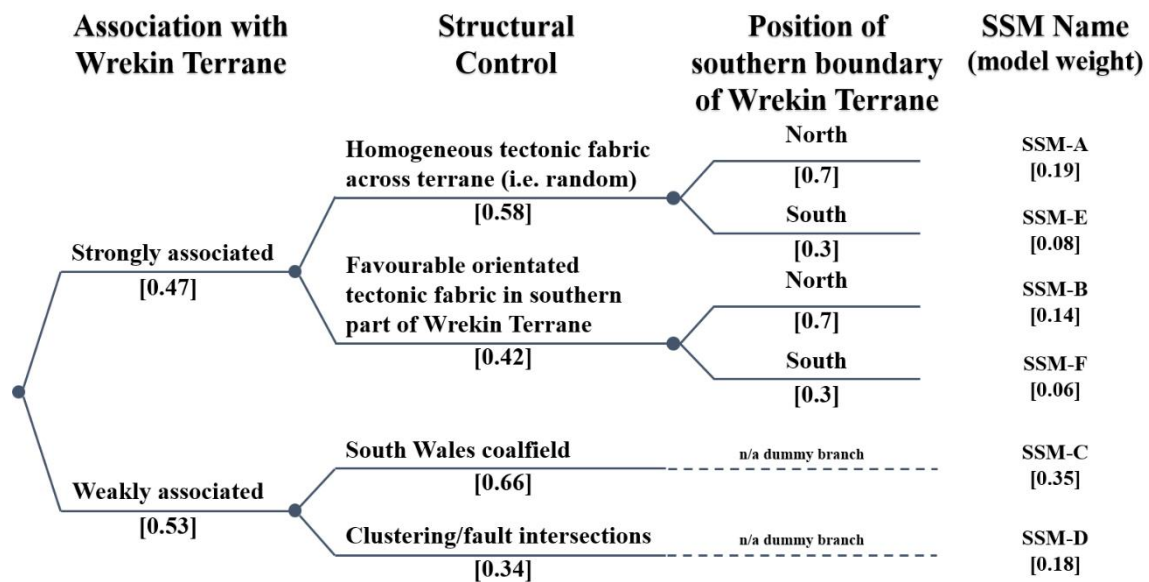 Association with
Wrekin Terrane
Structural
Control
Position of
southern boundary
of Wrekin Terrane
SSM Name
(model weight)
Strongly associated
[0.47]
Homogeneous tectonic fabric
across terrane (i.e. random)
[0.58]
North
[0.7]
SSM-A
[0.19]
South
[0.3]
SSM-E
[0.08]
Favourable orientated
tectonic fabric in southern
part of Wrekin Terrane
[0.42]
North
[0.7]
SSM-B
[0.14]
South
[0.3]
SSM-F
[0.06]
Weakly associated
[0.53]
South Wales coalfield
[0.66]
n/a dummy branch
SSM-C
[0.35]
Clustering/fault intersections
[0.34]
n/a dummy branch
SSM-D
[0.18]